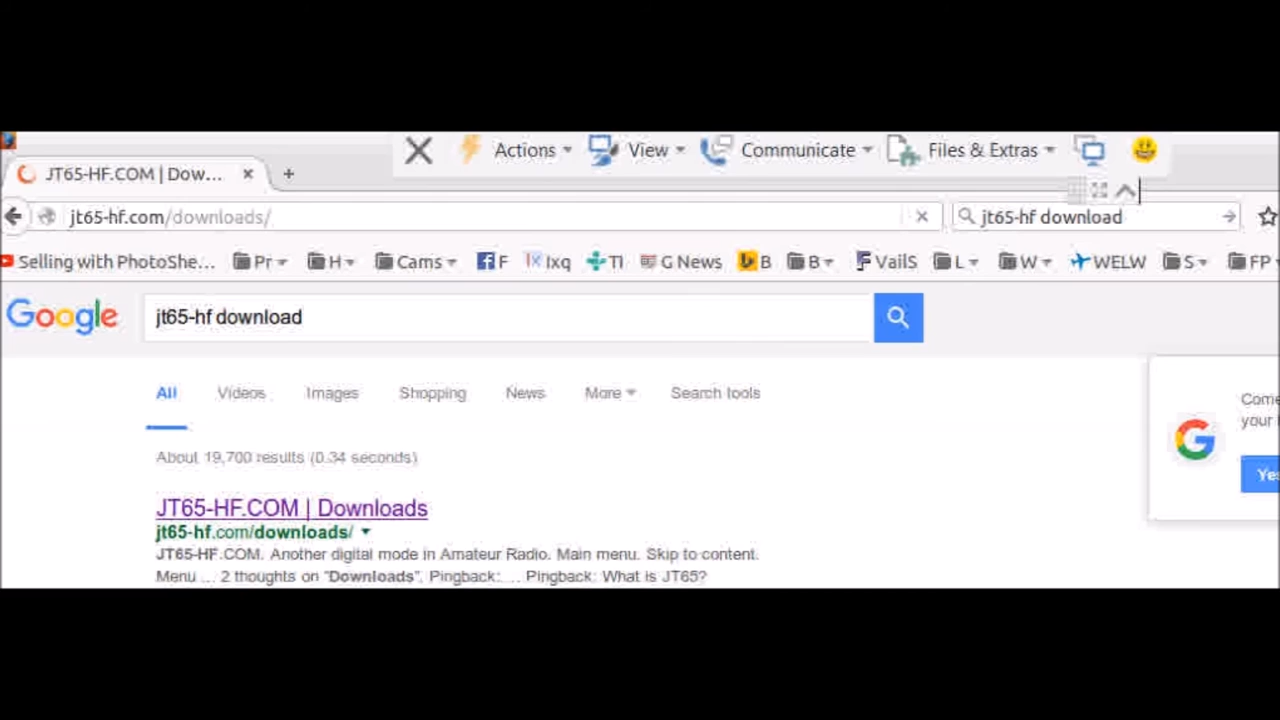 Actions View Communicate Files & Extras
JT65-HF.COM | Dow...
jt65-hf.com/downloads/ jt65-hf download
Selling with PhotoShe... Pr H Cams F Ixq TI G News B B VailS L W WELW S FP
Google jt65-hf download
All Videos Images Shopping News More Search tools
Come
your
About 19,700 results (0.34 seconds)
Yes
JT65-HF.COM | Downloads
jt65-hf.com/downloads/
JT65-HF.COM. Another digital mode in Amateur Radio. Main menu. Skip to content.
Menu ... 2 thoughts on “Downloads”. Pingback: ... Pingback: What is JT65?